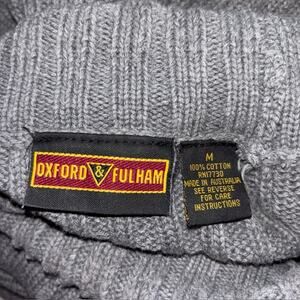 OXFORD & FULHAM
M
100% COTTON
RN17730
MADE IN AUSTRALIA
SEE REVERSE
FOR CARE
INSTRUCTIONS